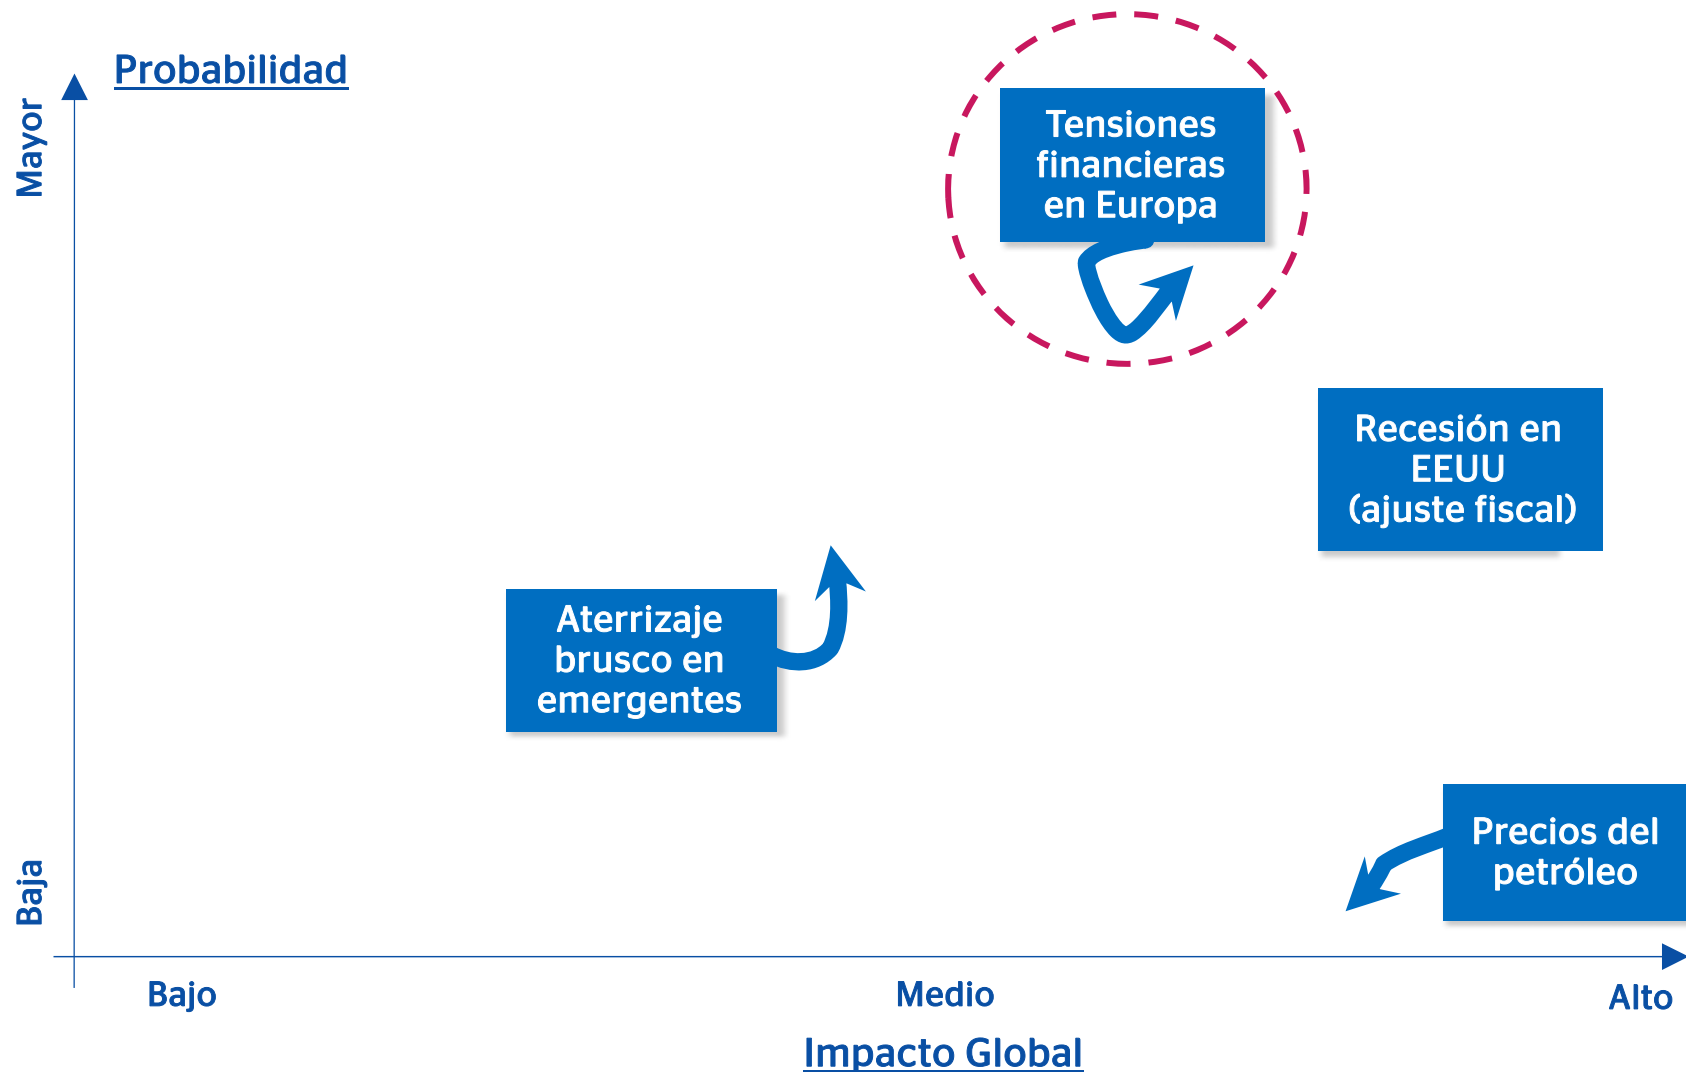 Probabilidad
Mayor
Tensiones
financieras
en Europa
Recesión en
EEUU
(ajuste fiscal)
Aterrizaje
brusco en
emergentes
Precios del
petróleo
Baja
Bajo
Medio
Alto
Impacto Global